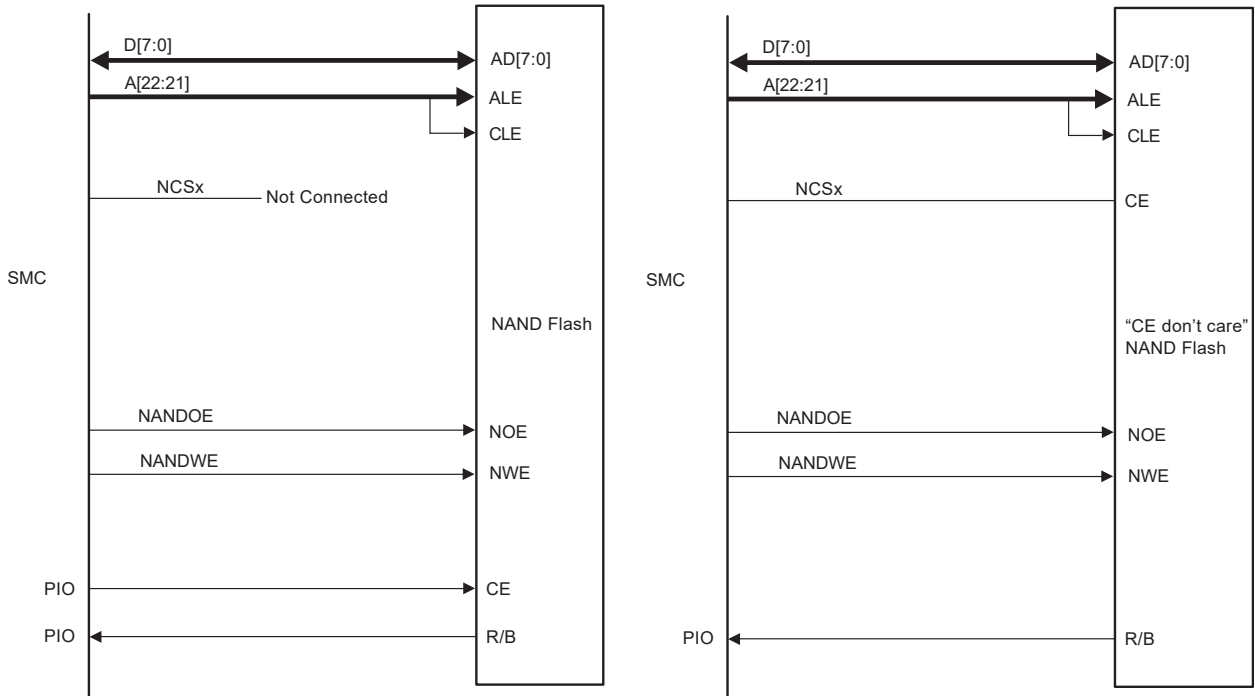 D[7:0]
AD[7:0]
A[22:21]
ALE
CLE
NCSx
Not Connected
SMC
NAND Flash
NANDOE
NOE
NANDWE
NWE
PIO
CE
PIO
R/B
D[7:0]
AD[7:0]
A[22:21]
ALE
CLE
NCSx
CE
SMC
“CE don’t care”
NAND Flash
NANDOE
NOE
NANDWE
NWE
PIO
R/B